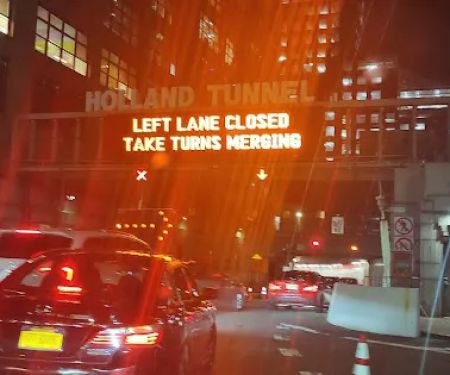 HOLLAND TUNNEL
LEFT LANE CLOSED
TAKE TURNS MERGING